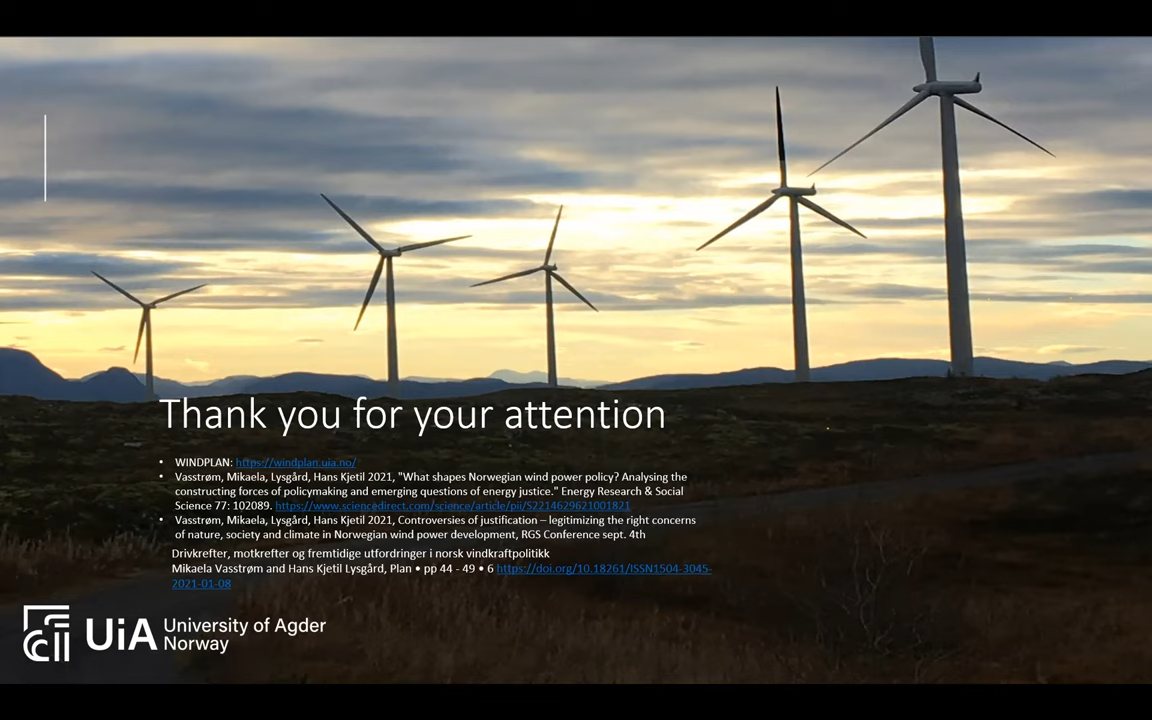 Thank you for your attention
• WINDPLAN: https://windplan.uia.no/
• Vasstrøm, Mikaela, Lysgård, Hans Kjetil 2021, "What shapes Norwegian wind power policy? Analysing the
constructing forces of policymaking and emerging questions of energy justice." Energy Research & Social
Science 77: 102089. https://www.sciencedirect.com/science/article/pii/S2214629621001821
• Vasstrøm, Mikaela, Lysgård, Hans Kjetil 2021, Controversies of justification – legitimizing the right concerns
of nature, society and climate in Norwegian wind power development, RGS Conference sept. 4th
Drivkrefter, motkrefter og fremtidige utfordringer i norsk vindkraftpolitikk
Mikaela Vasstrøm and Hans Kjetil Lysgård, Plan • pp 44 - 49 • 6 https://doi.org/10.18261/ISSN1504-3045-
2021-01-08
UiA University of Agder
Norway